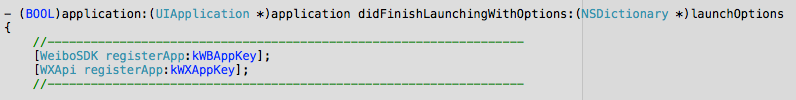 - (BOOL)application:(UIApplication *)application didFinishLaunchingWithOptions:(NSDictionary *)launchOptions
{
    //------------------------------------------------------------
    [WeiboSDK registerApp:kWBAppKey];
    [WXApi registerApp:kWXAppKey];
    //------------------------------------------------------------